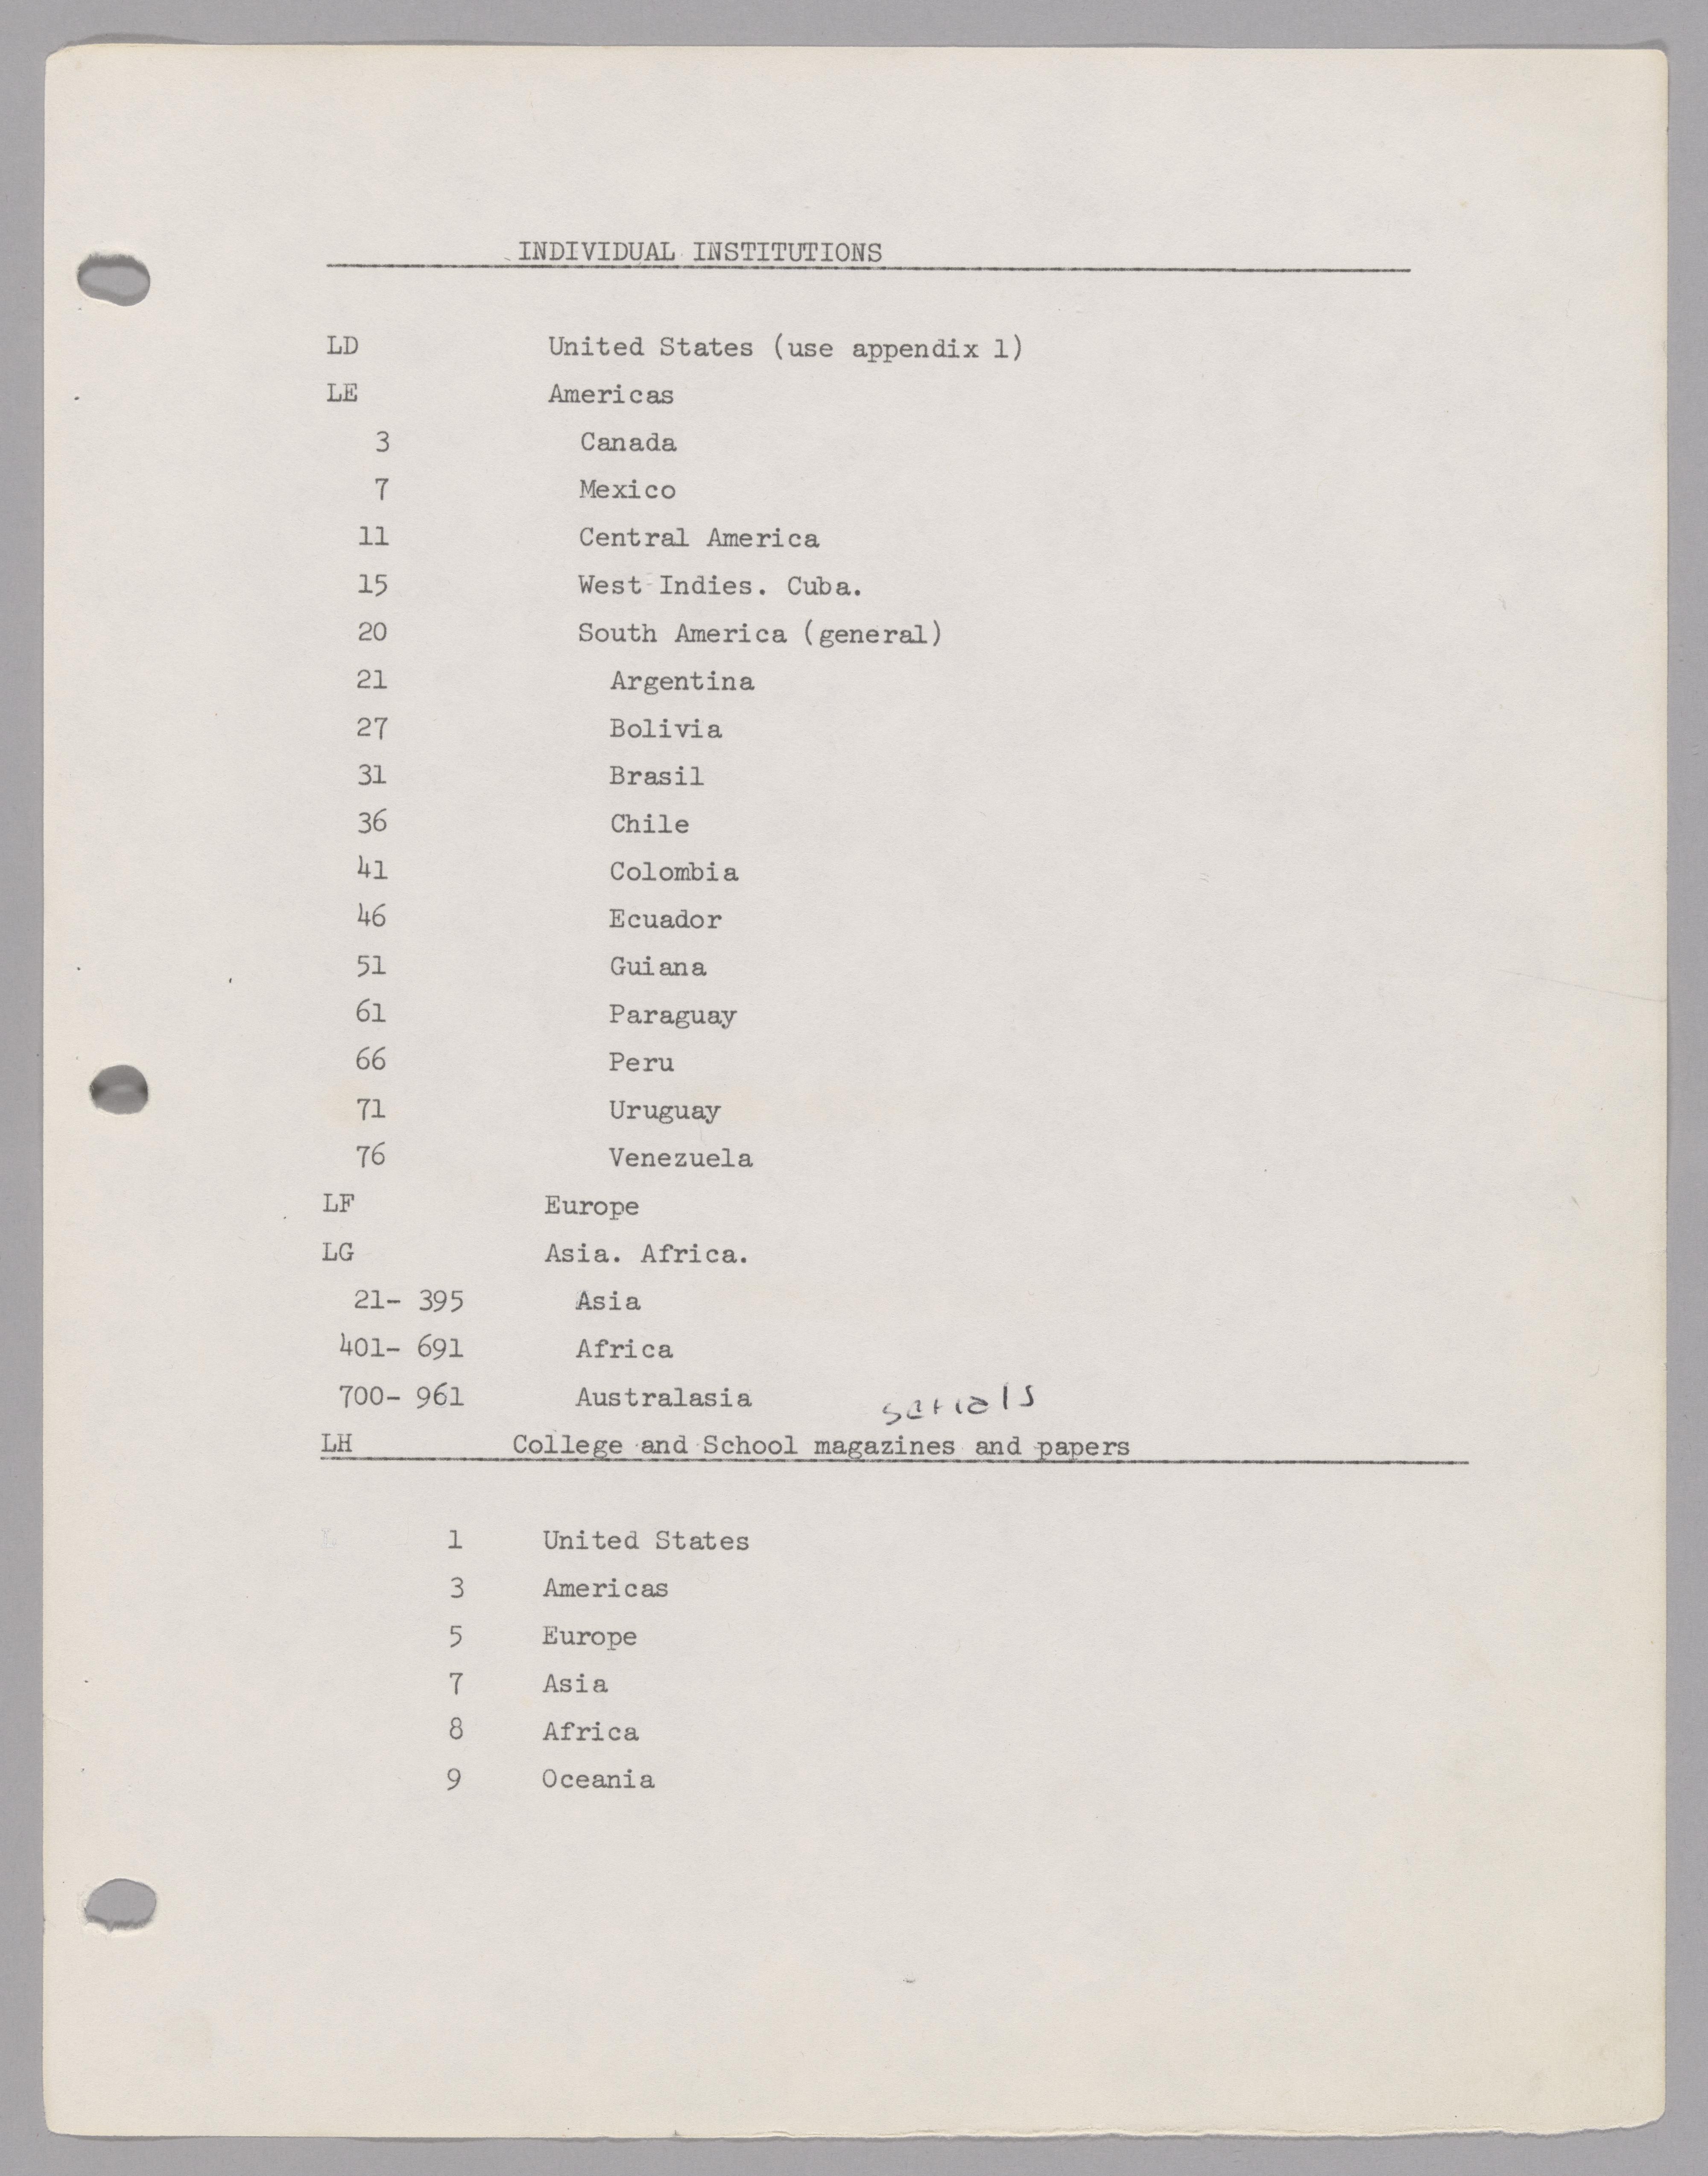 INDIVIDUAL INSTITUTIONS
LD United States (use appendix 1)
LE Americas
3 Canada
7 Mexico
11 Central America
15 West Indies. Cuba.
20 South America (general)
21 Argentina
27 Bolivia
31 Brasil
36 Chile
41 Colombia
46 Ecuador
51 Guiana
61 Paraguay
66 Peru
71 Uruguay
76 Venezuela
LF Europe
LG Asia. Africa.
21- 395 Asia
401- 691 Africa
700- 961 Australasia
serials
LH College and School magazines and papers
1 United States
3 Americas
5 Europe
7 Asia
8 Africa
9 Oceania